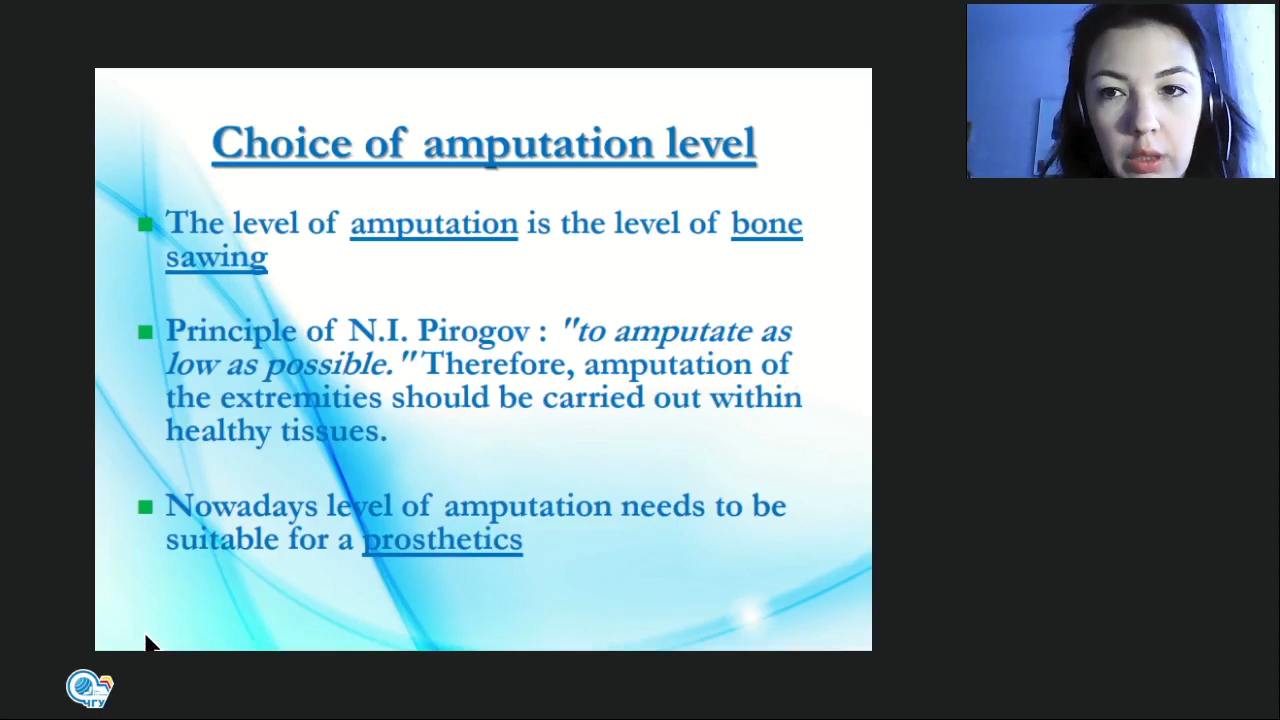 Choice of amputation level
The level of amputation is the level of bone
sawing
Principle of N.I. Pirogov : "to amputate as
low as possible." Therefore, amputation of
the extremities should be carried out within
healthy tissues.
Nowadays level of amputation needs to be
suitable for a prosthetics
ЧГУ